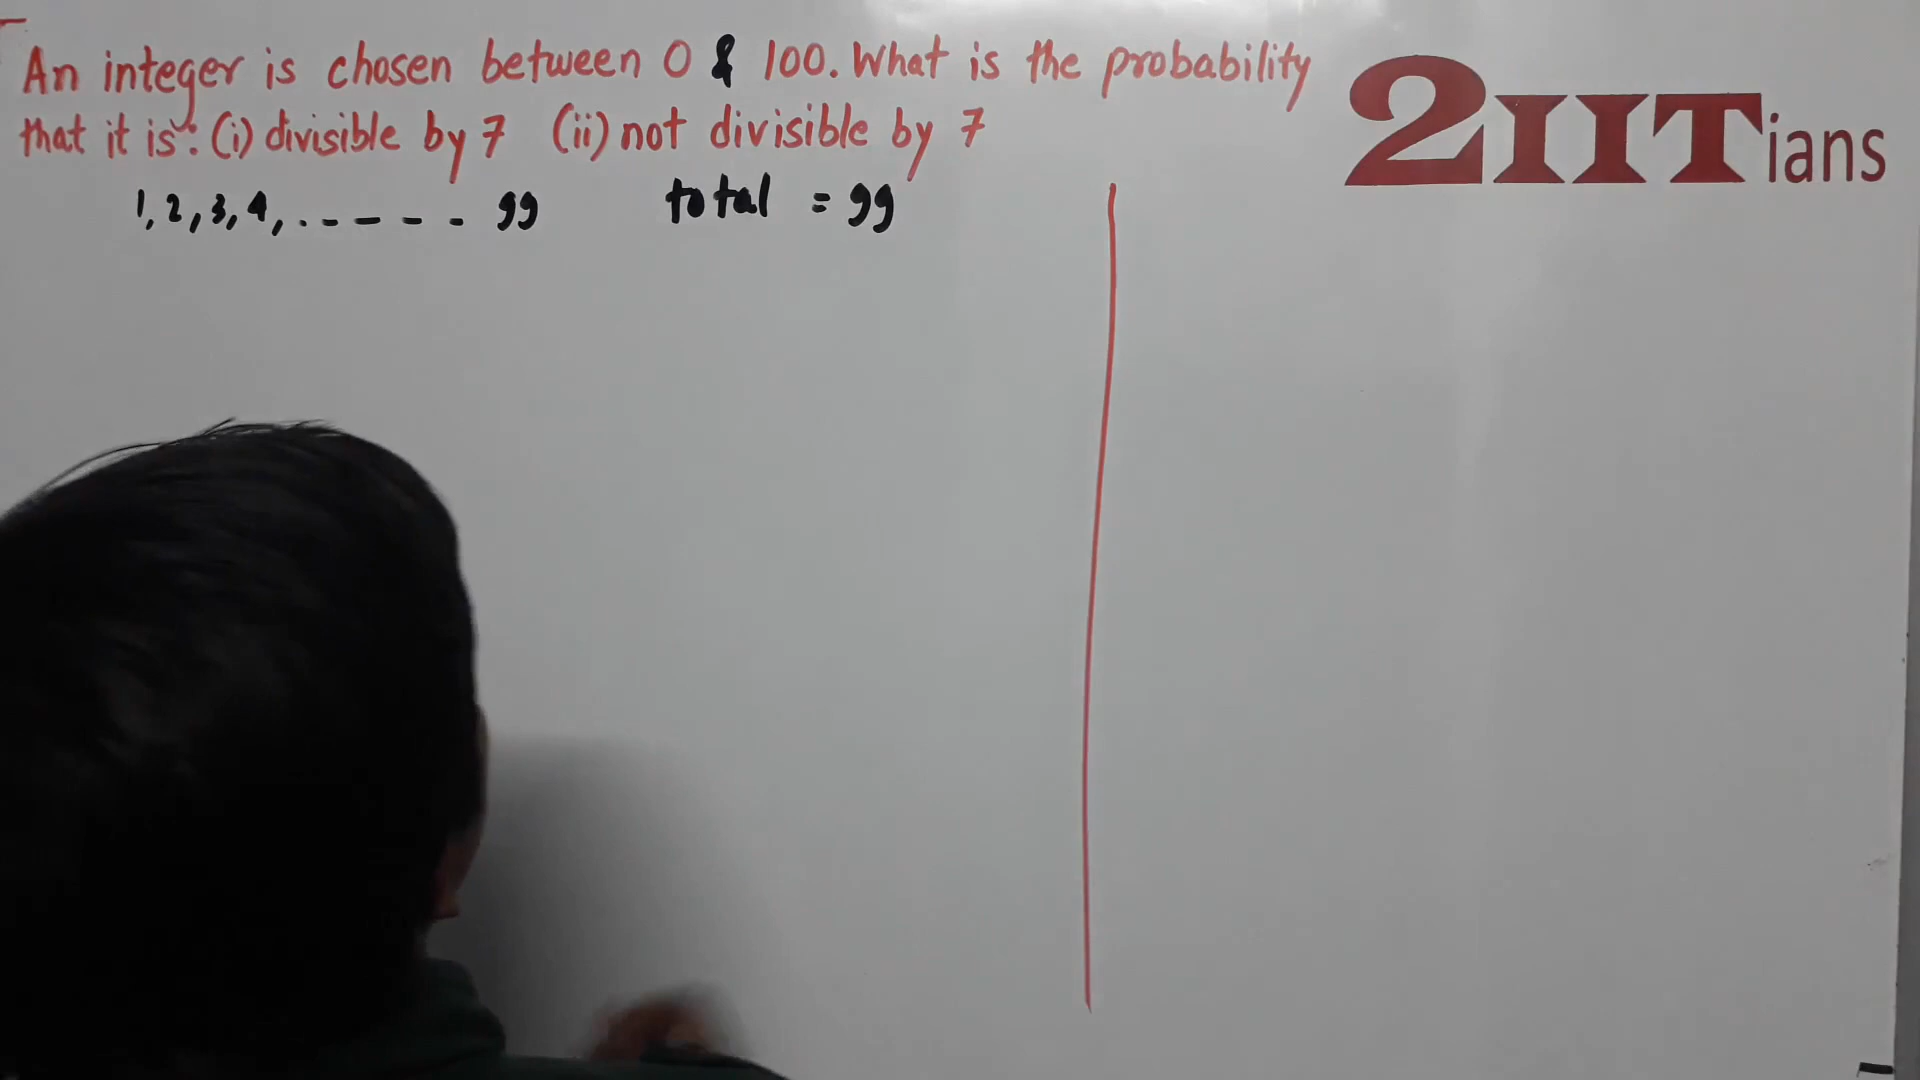 An integer is chosen between 0 & 100. What is the probability
that it is: (i) divisible by 7 (ii) not divisible by 7
1, 2, 3, 4, . - - - - 99 total = 99
2IITians